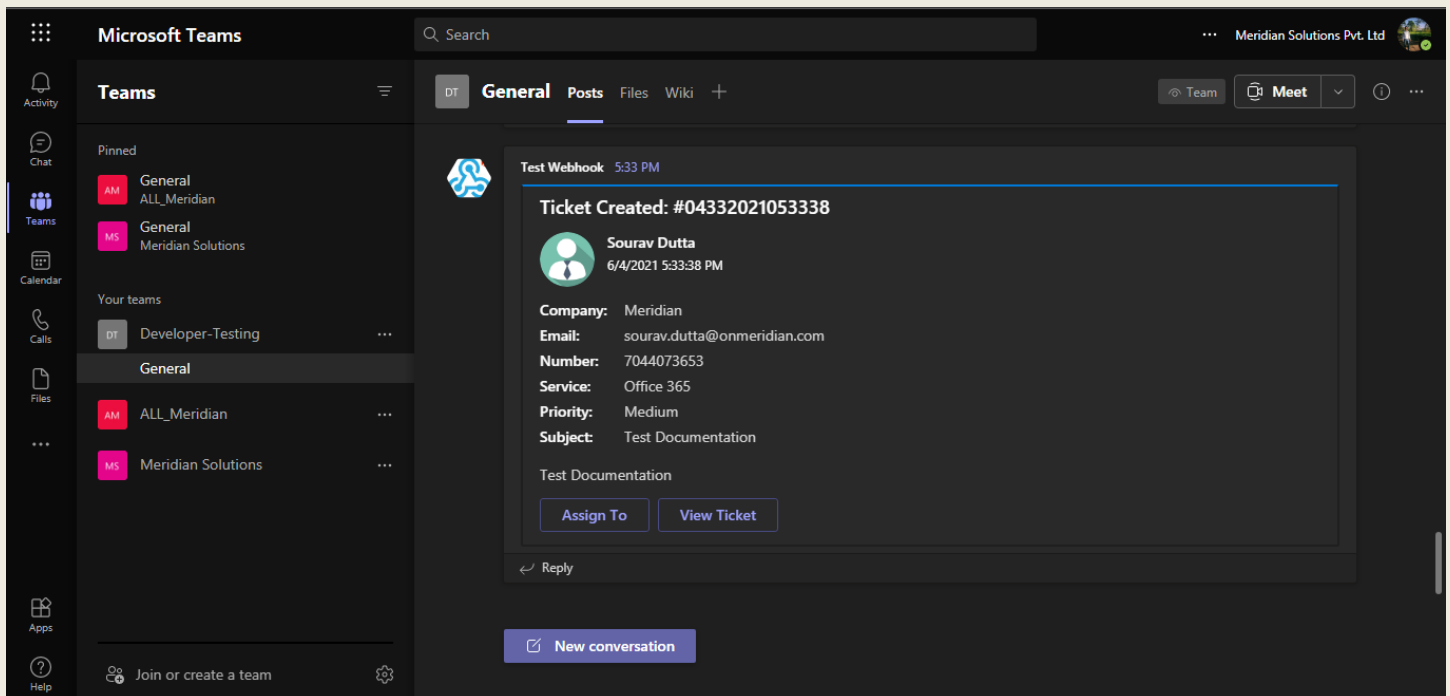 Microsoft Teams
Search
Meridian Solutions Pvt. Ltd
Activity
Chat
Teams
Calendar
Calls
Files
Apps
Help
Teams
Pinned
AM General
ALL_Meridian
MS General
Meridian Solutions
Your teams
DT Developer-Testing
General
AM ALL_Meridian
MS Meridian Solutions
Join or create a team
DT General Posts Files Wiki
Team Meet
Test Webhook 5:33 PM
Ticket Created: #04332021053338
Sourav Dutta
6/4/2021 5:33:38 PM
Company: Meridian
Email: sourav.dutta@onmeridian.com
Number: 7044073653
Service: Office 365
Priority: Medium
Subject: Test Documentation
Test Documentation
Assign To View Ticket
Reply
New conversation